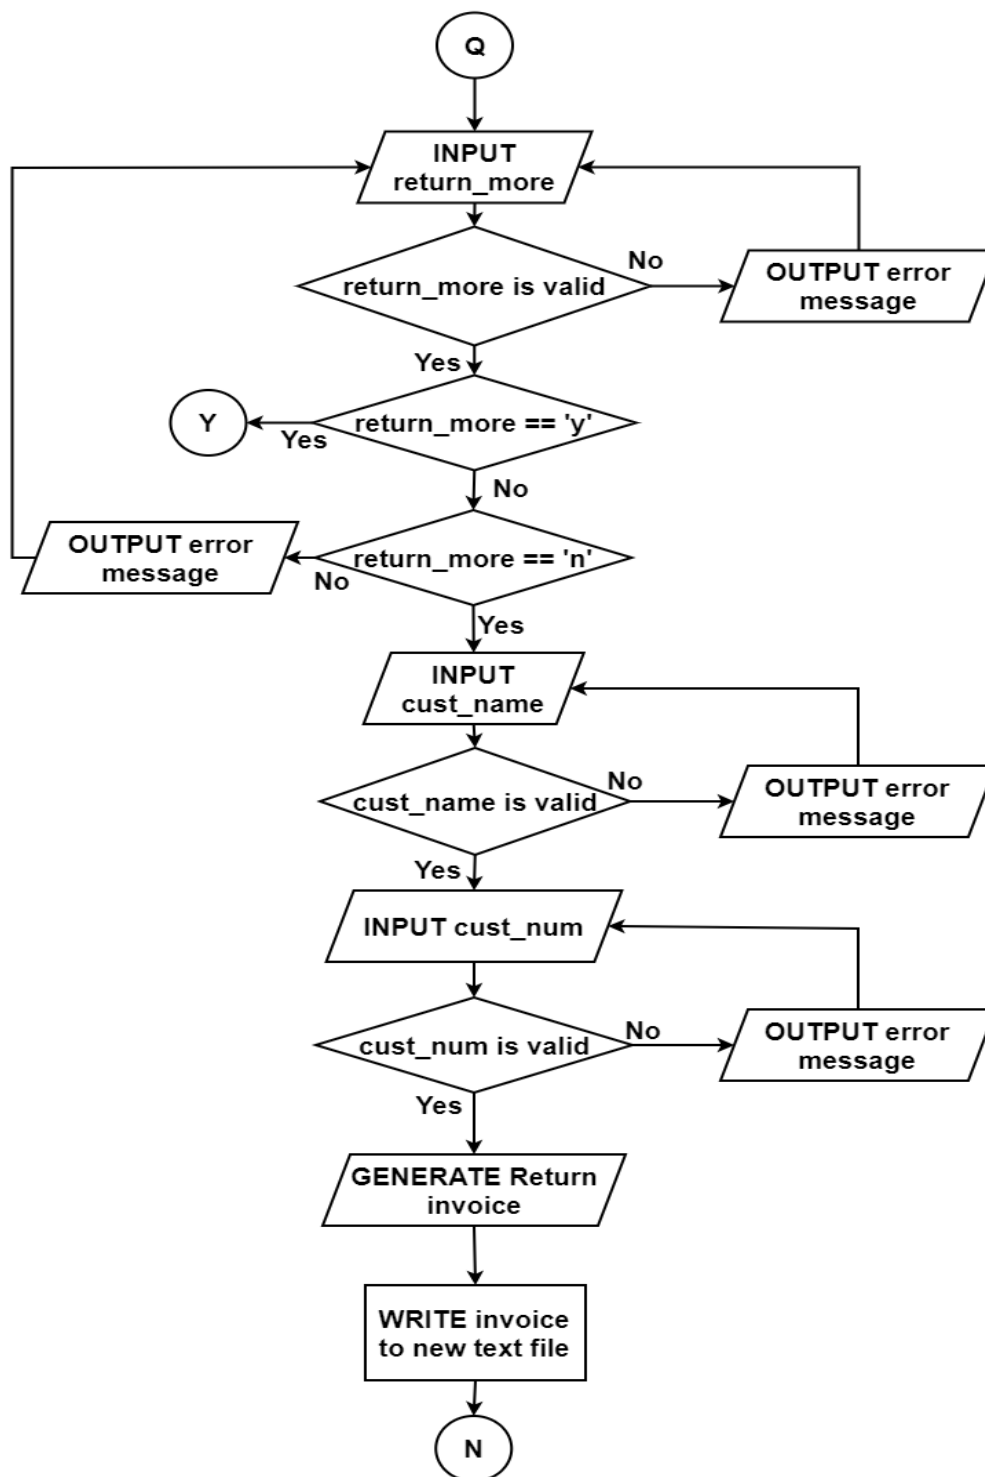 Q
INPUT
return_more
return_more is valid
No
OUTPUT error
message
Yes
return_more == 'y'
Yes
Y
No
return_more == 'n'
No
OUTPUT error
message
Yes
INPUT
cust_name
cust_name is valid
No
OUTPUT error
message
Yes
INPUT cust_num
cust_num is valid
No
OUTPUT error
message
Yes
GENERATE Return
invoice
WRITE invoice
to new text file
N